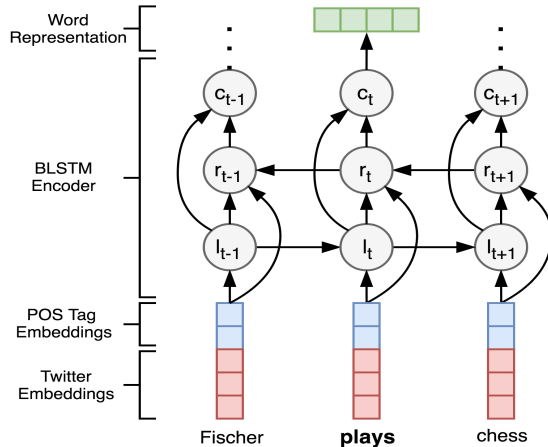 Word
Representation
c_{t-1} c_t c_{t+1}
BLSTM
Encoder
r_{t-1} r_t r_{t+1}
l_{t-1} l_t l_{t+1}
POS Tag
Embeddings
Twitter
Embeddings
Fischer plays chess